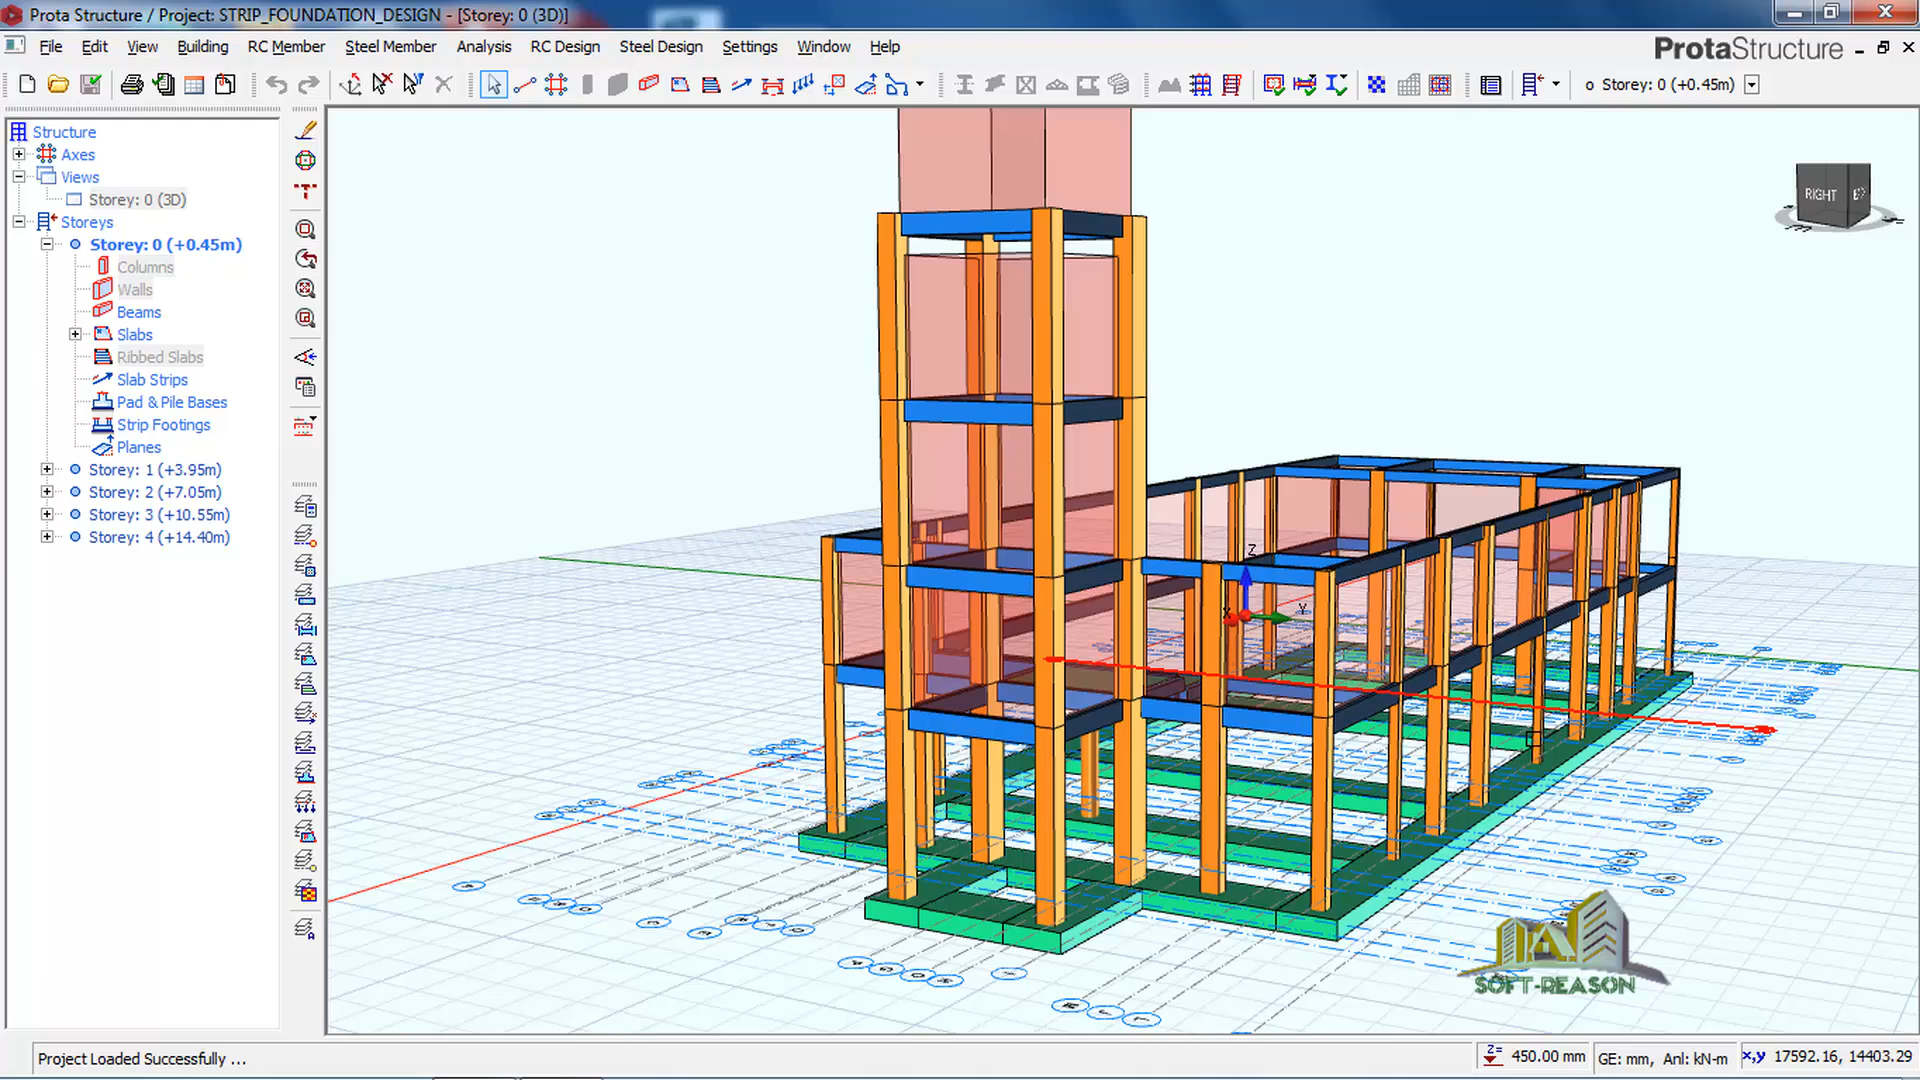 Prota Structure / Project: STRIP_FOUNDATION_DESIGN - [Storey: 0 (3D)]
File Edit View Building RC Member Steel Member Analysis RC Design Steel Design Settings Window Help
ProtaStructure
Storey: 0 (+0.45m)
Structure
Axes
Views
Storey: 0 (3D)
Storeys
Storey: 0 (+0.45m)
Columns
Walls
Beams
Slabs
Ribbed Slabs
Slab Strips
Pad & Pile Bases
Strip Footings
Planes
Storey: 1 (+3.95m)
Storey: 2 (+7.05m)
Storey: 3 (+10.55m)
Storey: 4 (+14.40m)
RIGHT
Z
X
Y
SOFT-REASON
Project Loaded Successfully ...
Z= 450.00 mm
GE: mm, Anl: kN-m
x,y 17592.16, 14403.29